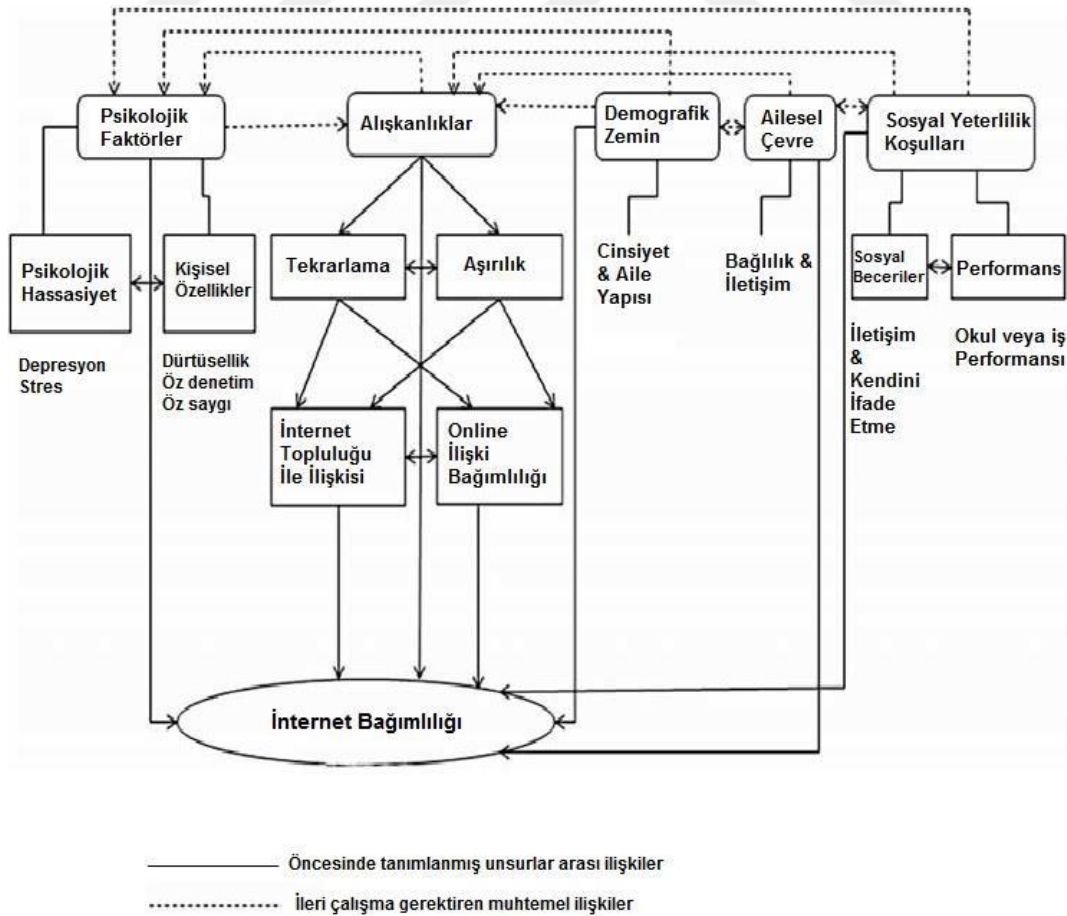 Psikolojik
Faktörler
Alışkanlıklar
Demografik
Zemin
Ailesel
Çevre
Sosyal Yeterlilik
Koşulları
Psikolojik
Hassasiyet
Kişisel
Özellikler
Tekrarlama
Aşırılık
Cinsiyet
& Aile
Yapısı
Bağlılık &
İletişim
Sosyal
Beceriler
Performans
Depresyon
Stres
Dürtüsellik
Öz denetim
Öz saygı
İletişim
&
Kendini
İfade
Etme
Okul veya iş
Performansı
İnternet
Topluluğu
İle İlişkisi
Online
İlişki
Bağımlılığı
İnternet Bağımlılığı
Öncesinde tanımlanmış unsurlar arası ilişkiler
İleri çalışma gerektiren muhtemel ilişkiler